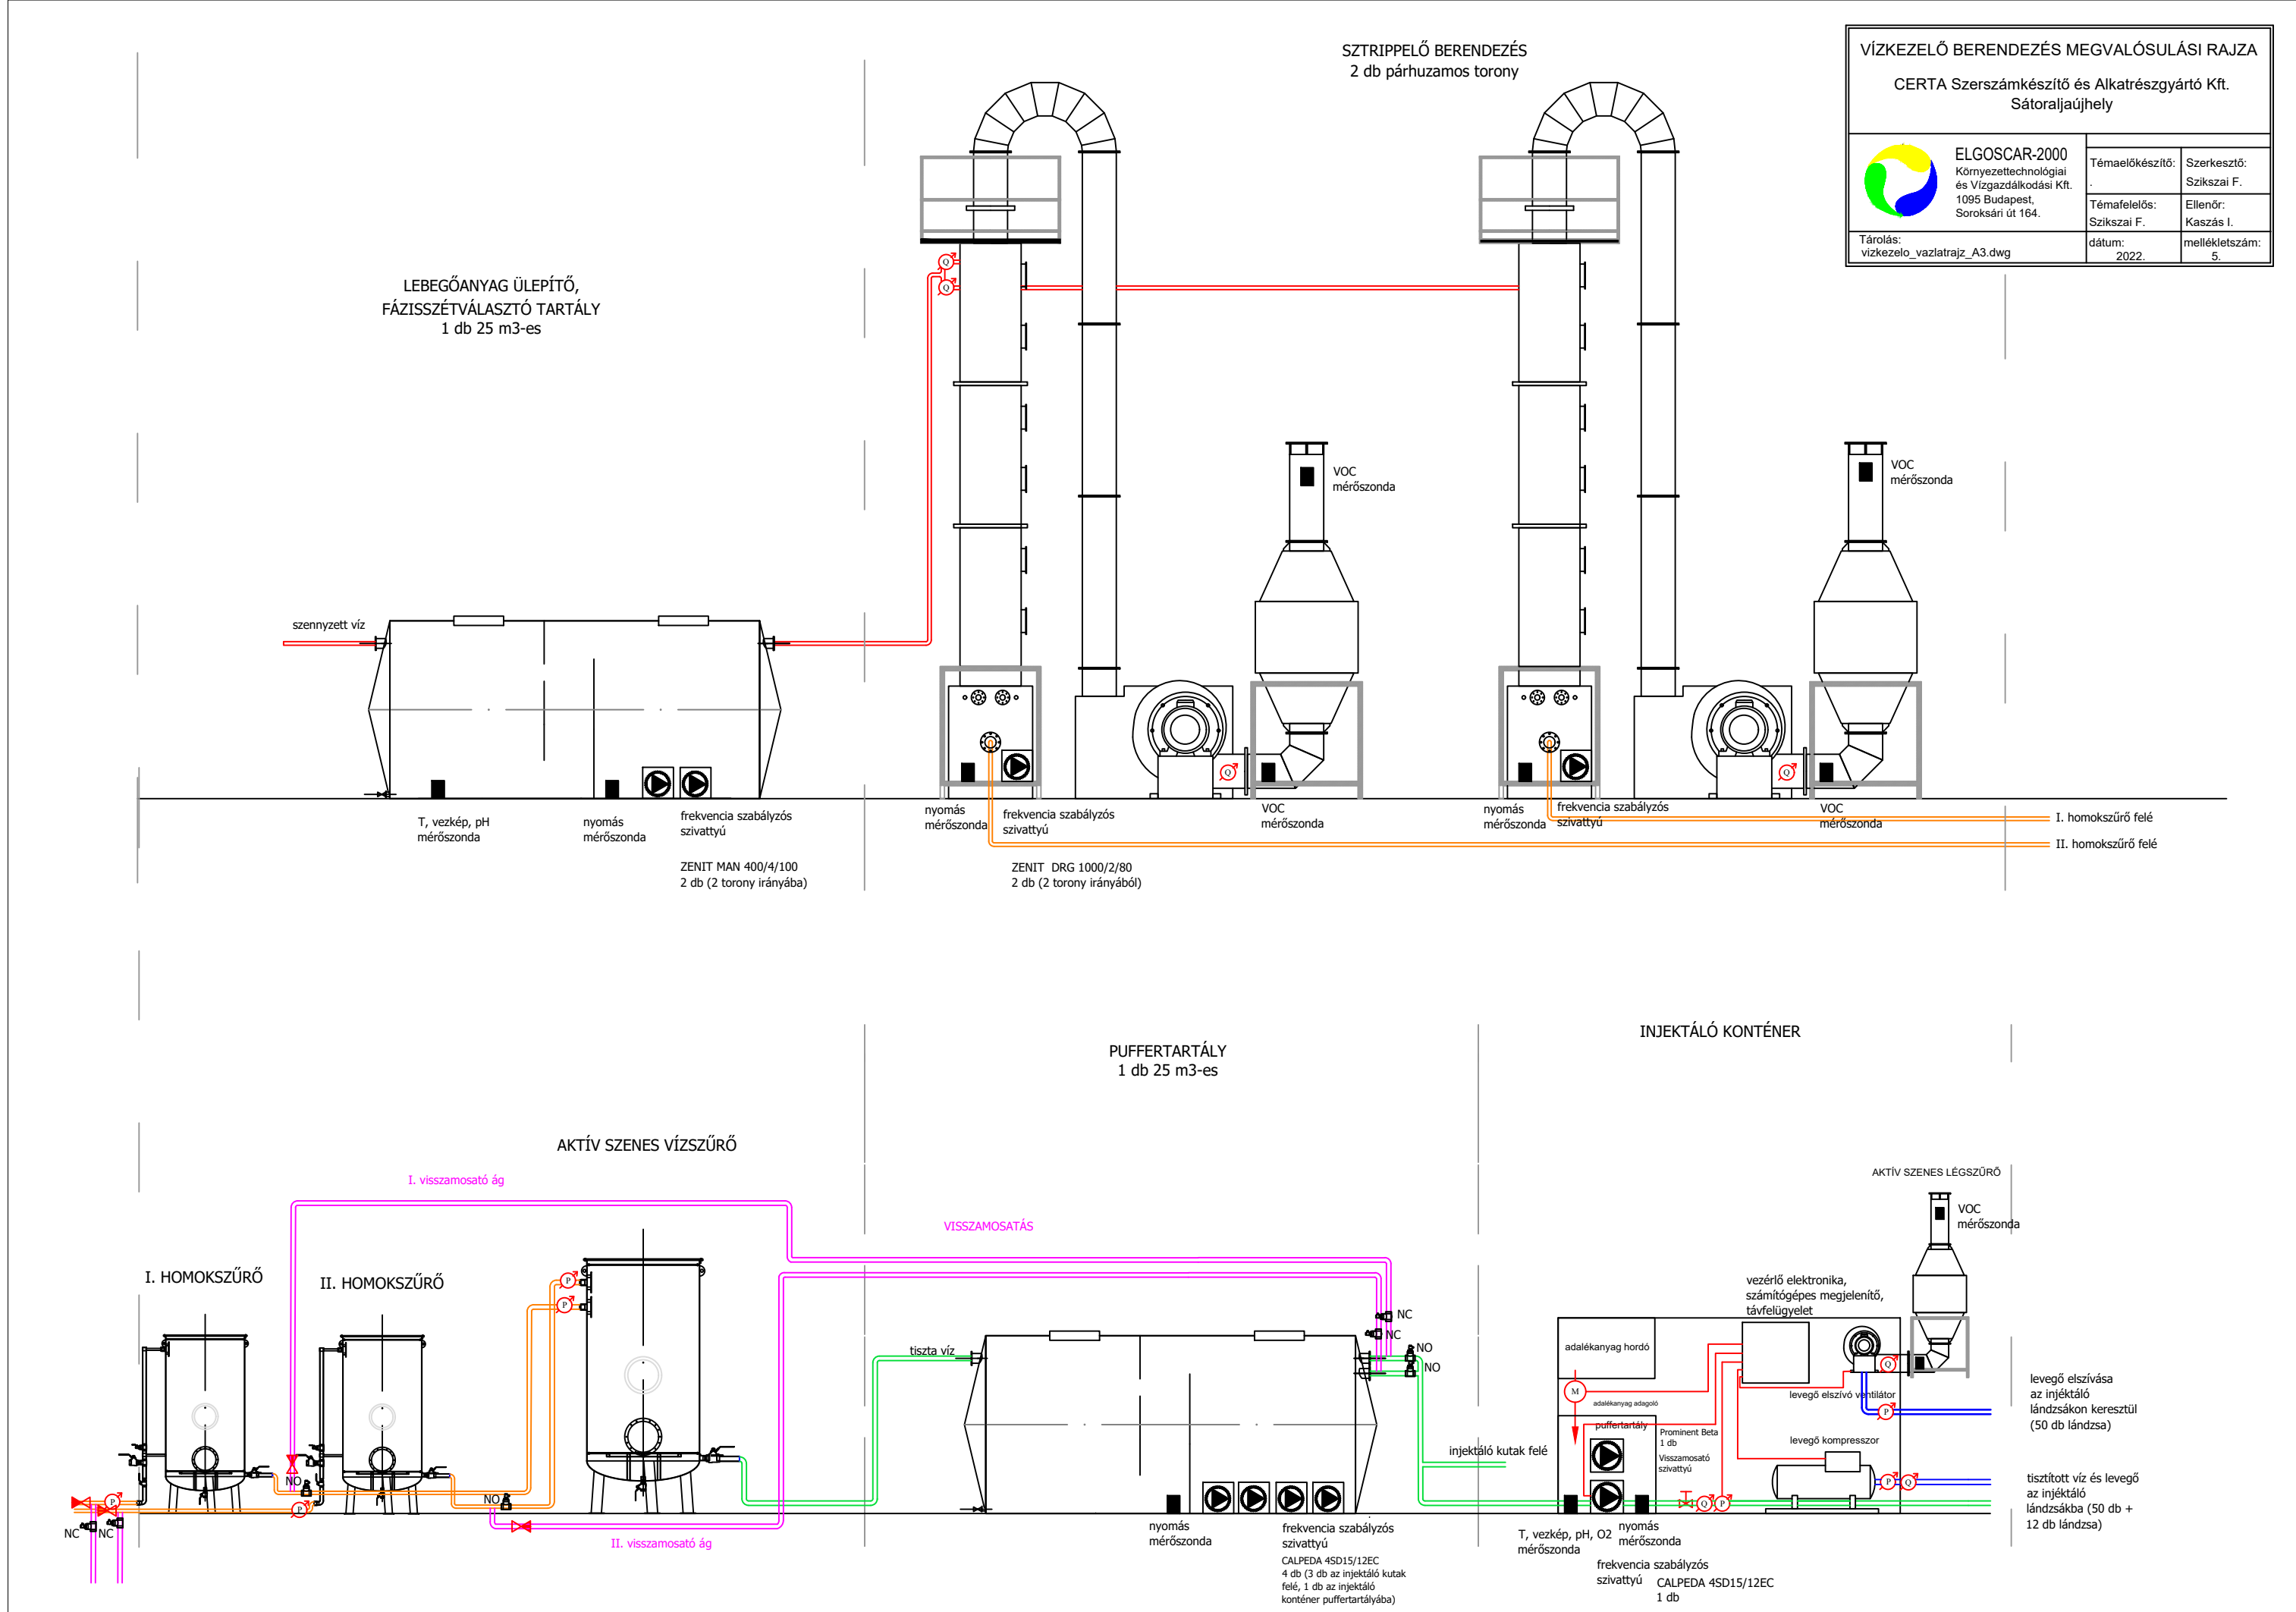 SZTRIPPELŐ BERENDEZÉS
2 db párhuzamos torony
VÍZKEZELŐ BERENDEZÉS MEGVALÓSULÁSI RAJZA
CERTA Szerszámkészítő és Alkatrészgyártó Kft.
Sátoraljaújhely
ELGOSCAR-2000
Környezettechnológiai
és Vízgazdálkodási Kft.
1095 Budapest,
Soroksári út 164.
Témaelőkészítő:
.
Szerkesztő:
Szikszai F.
Témafelelős:
Szikszai F.
Ellenőr:
Kaszás I.
Tárolás:
vizkezelo_vazlatrajz_A3.dwg
dátum:
2022.
mellékletszám:
5.
LEBEGŐANYAG ÜLEPÍTŐ,
FÁZISSZÉTVÁLASZTÓ TARTÁLY
1 db 25 m3-es
Q
Q
VOC
mérőszonda
VOC
mérőszonda
szennyzett víz
Q
Q
T, vezkép, pH
mérőszonda
nyomás
mérőszonda
frekvencia szabályzós
szivattyú
ZENIT MAN 400/4/100
2 db (2 torony irányába)
nyomás
mérőszonda
frekvencia szabályzós
szivattyú
ZENIT DRG 1000/2/80
2 db (2 torony irányából)
VOC
mérőszonda
nyomás
mérőszonda
frekvencia szabályzós
szivattyú
VOC
mérőszonda
I. homokszűrő felé
II. homokszűrő felé
INJEKTÁLÓ KONTÉNER
PUFFERTARTÁLY
1 db 25 m3-es
AKTÍV SZENES VÍZSZŰRŐ
I. visszamosató ág
VISSZAMOSATÁS
AKTÍV SZENES LÉGSZŰRŐ
VOC
mérőszonda
I. HOMOKSZŰRŐ
II. HOMOKSZŰRŐ
P
P
NC
NC
NO
NO
tiszta víz
vezérlő elektronika,
számítógépes megjelenítő,
távfelügyelet
adalékanyag hordó
M
adalékanyag adagoló
puffertartály
Prominent Beta
1 db
Visszamosató
szivattyú
Q
levegő elszívó ventilátor
P
levegő kompresszor
P
Q
levegő elszívása
az injéktáló
lándzsákon keresztül
(50 db lándzsa)
tisztított víz és levegő
az injéktáló
lándzsákba (50 db +
12 db lándzsa)
injektáló kutak felé
NO
NO
P
P
NC
NC
II. visszamosató ág
nyomás
mérőszonda
frekvencia szabályzós
szivattyú
CALPEDA 4SD15/12EC
4 db (3 db az injektáló kutak
felé, 1 db az injektáló
konténer puffertartályába)
Q
P
T, vezkép, pH, O2
mérőszonda
nyomás
mérőszonda
frekvencia szabályzós
szivattyú
CALPEDA 4SD15/12EC
1 db